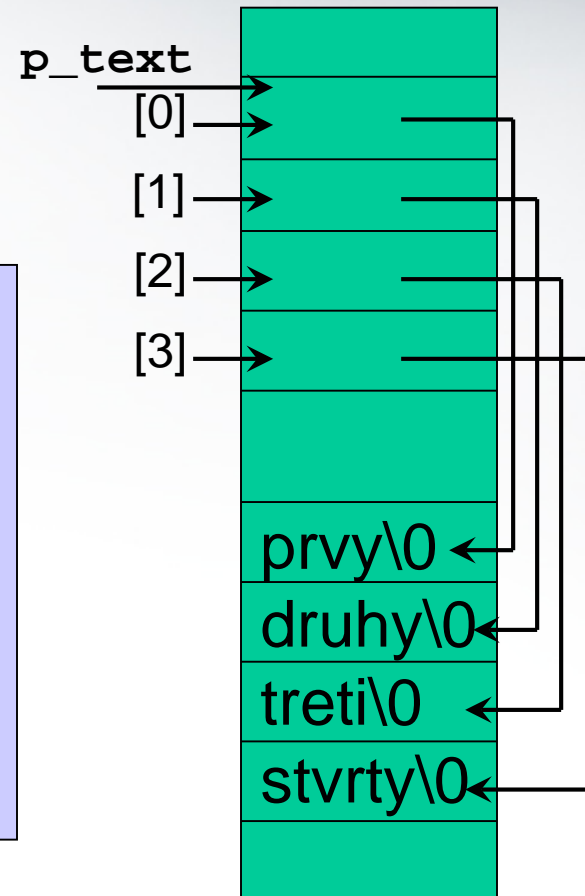 p_text
[0]
[1]
[2]
[3]
prvy\0
druhy\0
treti\0
stvrty\0